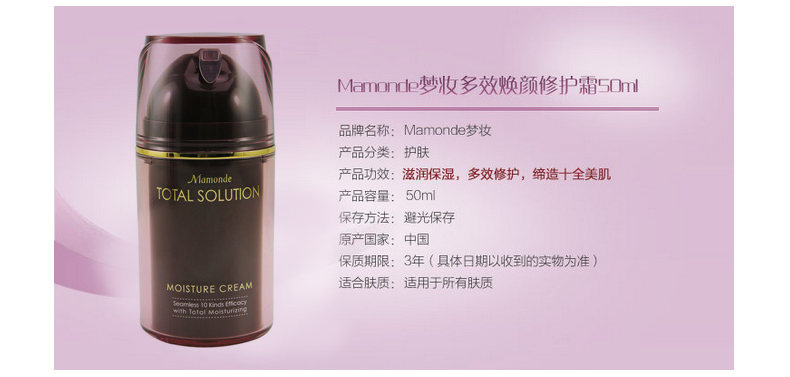 Mamonde梦妆多效焕颜修护霜50ml
品牌名称：Mamonde梦妆
产品分类：护肤
产品功效：滋润保湿，多效修护，缔造十全美肌
产品容量：50ml
保存方法：避光保存
原产国家：中国
保质期限：3年（具体日期以收到的实物为准）
适合肤质：适用于所有肤质
Mamonde
TOTAL SOLUTION
MOISTURE CREAM
Seamless 10 Kinds Efficacy
with Total Moisturizing